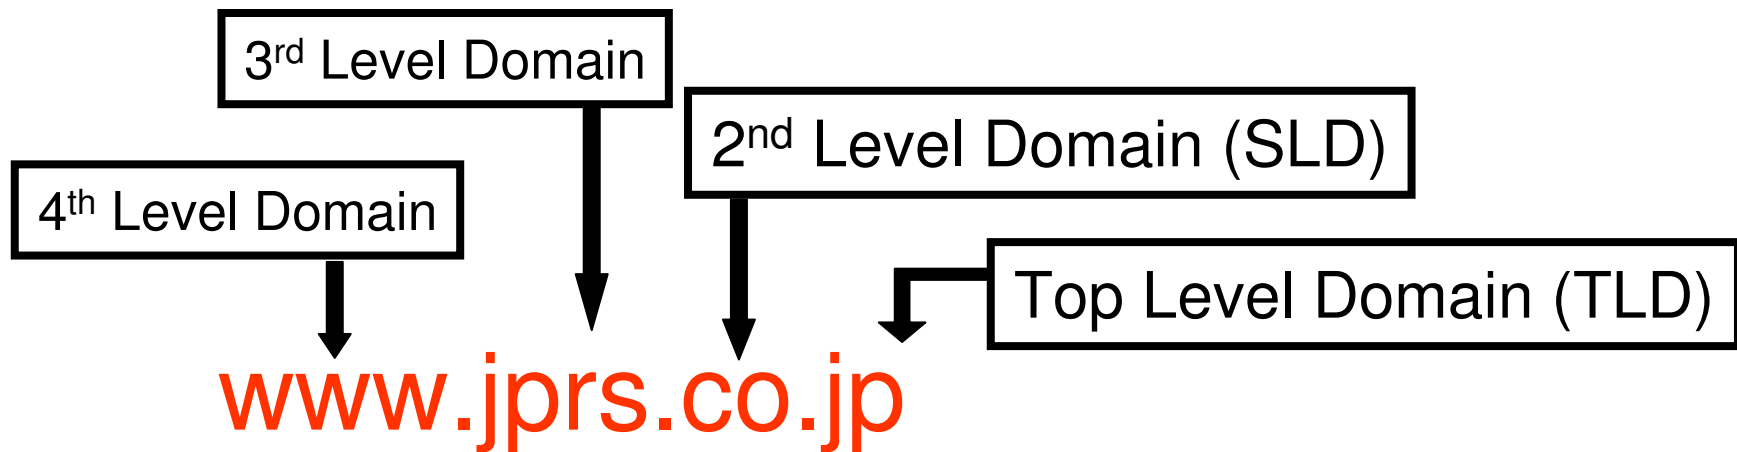 3rd Level Domain
2nd Level Domain (SLD)
4th Level Domain
Top Level Domain (TLD)
www.jprs.co.jp